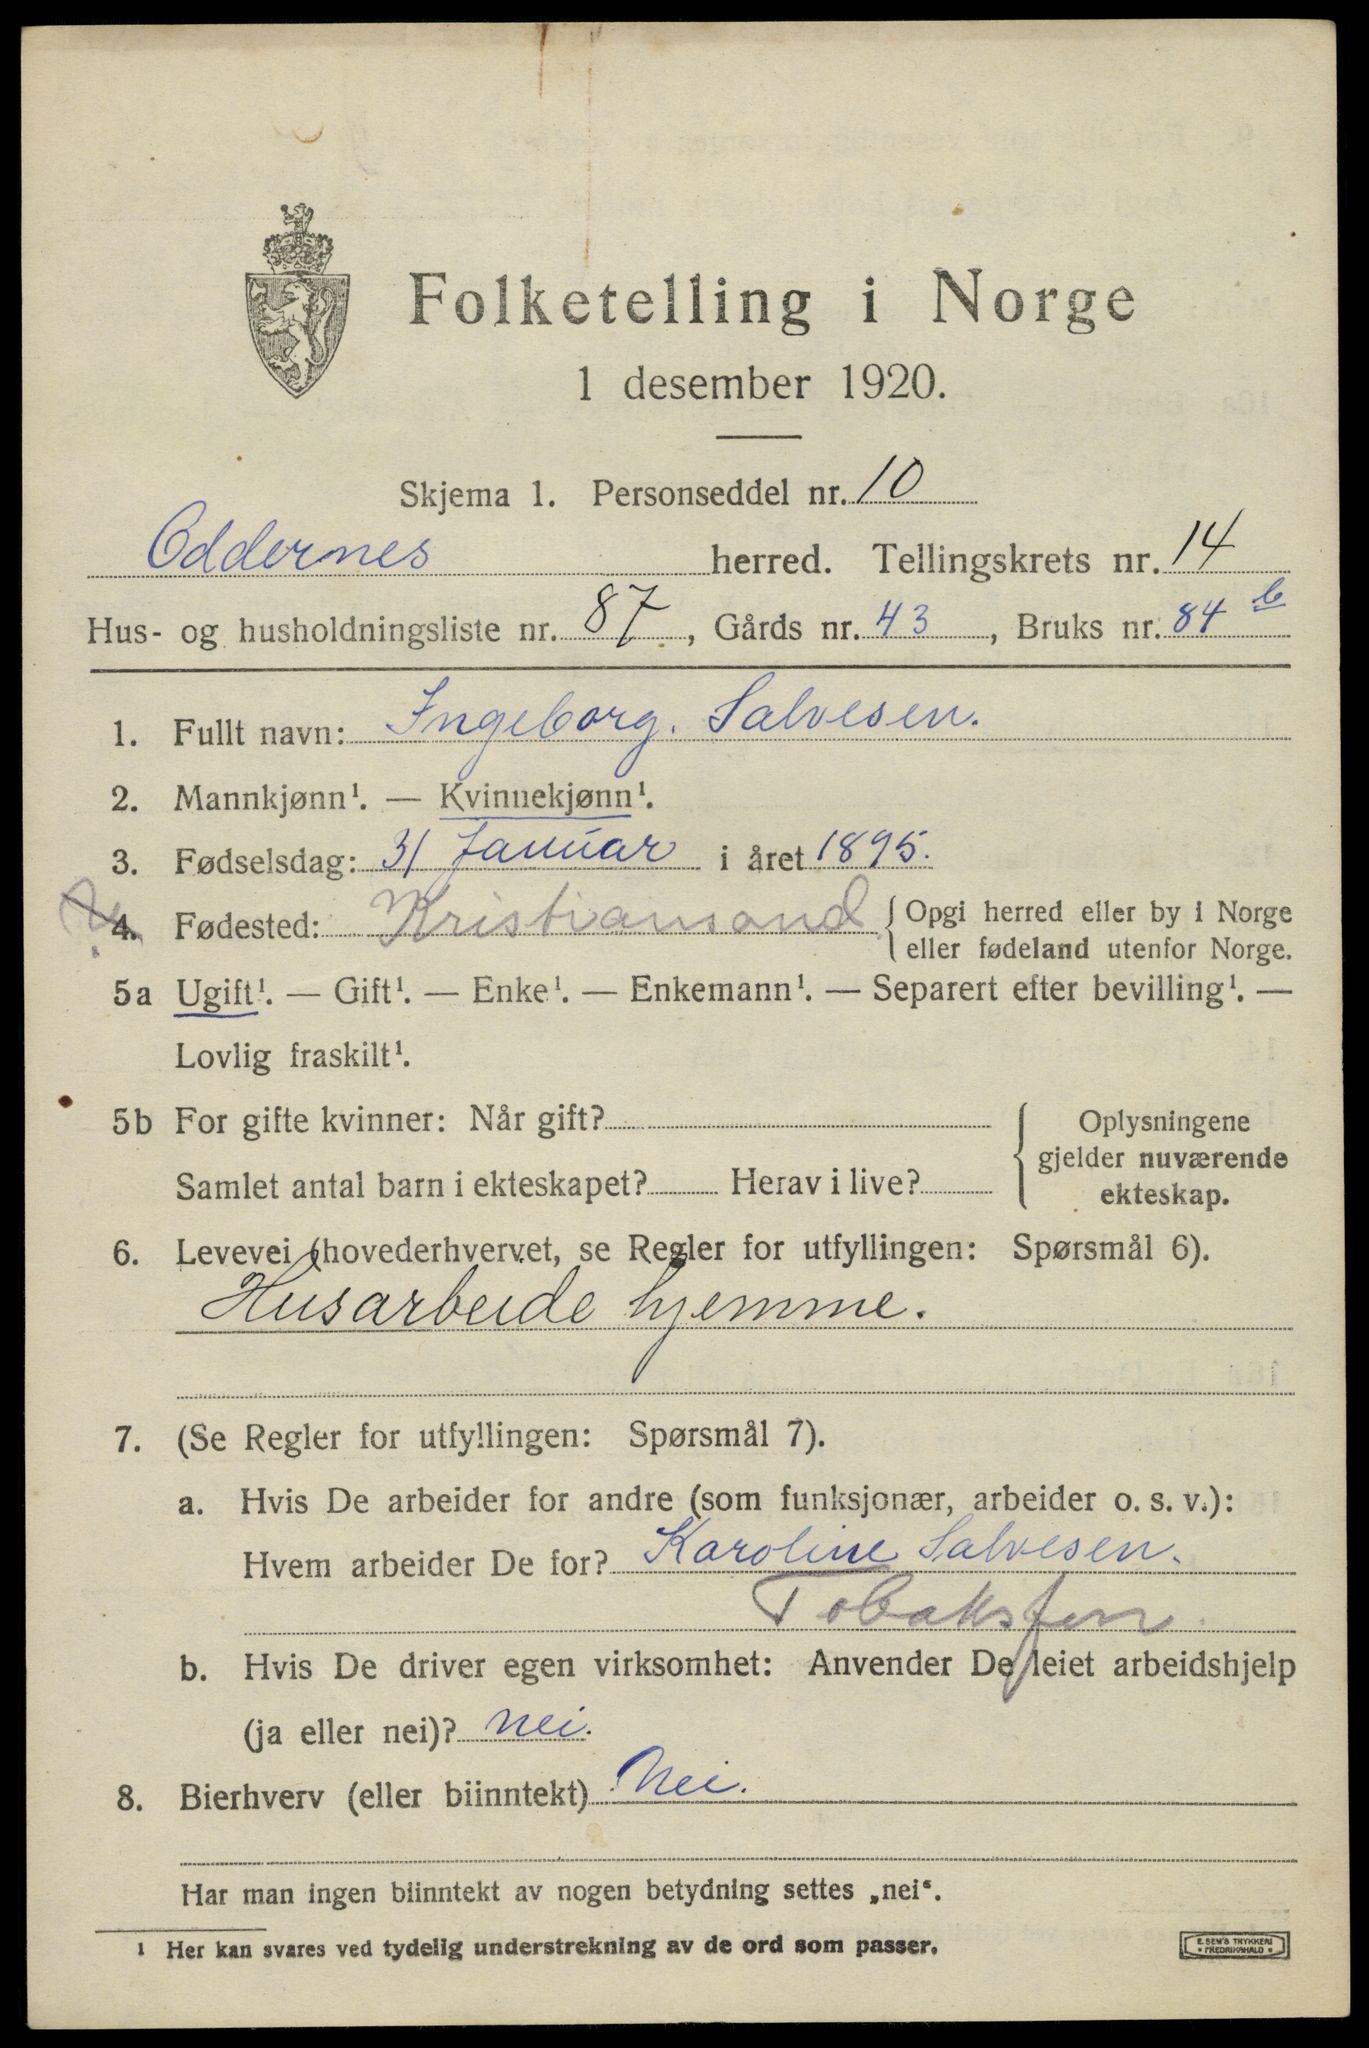 Folketelling i Norge
1 desember 1920.
Skjema 1. Personseddel nr. 10
Oddernes herred. Tellingskrets nr. 14
Hus- og husholdningsliste nr. 87, Gårds nr. 43, Bruks nr. 84 b
1. Fullt navn: Ingeborg. Salvesen.
2. Mannkjønn¹. — Kvinnekjønn¹.
3. Fødselsdag: 31 Januar i året 1895.
4. Fødested: Kristiansand { Opgi herred eller by i Norge
eller fødeland utenfor Norge.
5a Ugift¹. — Gift¹. — Enke¹. — Enkemann¹. — Separert efter bevilling¹. —
Lovlig fraskilt¹.
5b For gifte kvinner: Når gift? Oplysningene
gjelder nuværende
Samlet antal barn i ekteskapet? Herav i live? ekteskap.
6. Levevei (hovederhvervet, se Regler for utfyllingen: Spørsmål 6).
Husarbeide hjemme.
7. (Se Regler for utfyllingen: Spørsmål 7).
a. Hvis De arbeider for andre (som funksjonær, arbeider o. s. v.):
Hvem arbeider De for? Karoline Salvesen.
Tobaksforr
b. Hvis De driver egen virksomhet: Anvender De leiet arbeidshjelp
(ja eller nei)? nei.
8. Bierhverv (eller biinntekt) Nei.
Har man ingen biinntekt av nogen betydning settes „nei“.
¹ Her kan svares ved tydelig understrekning av de ord som passer.
E. SEM'S TRYKKERI
FREDRIKSHALD